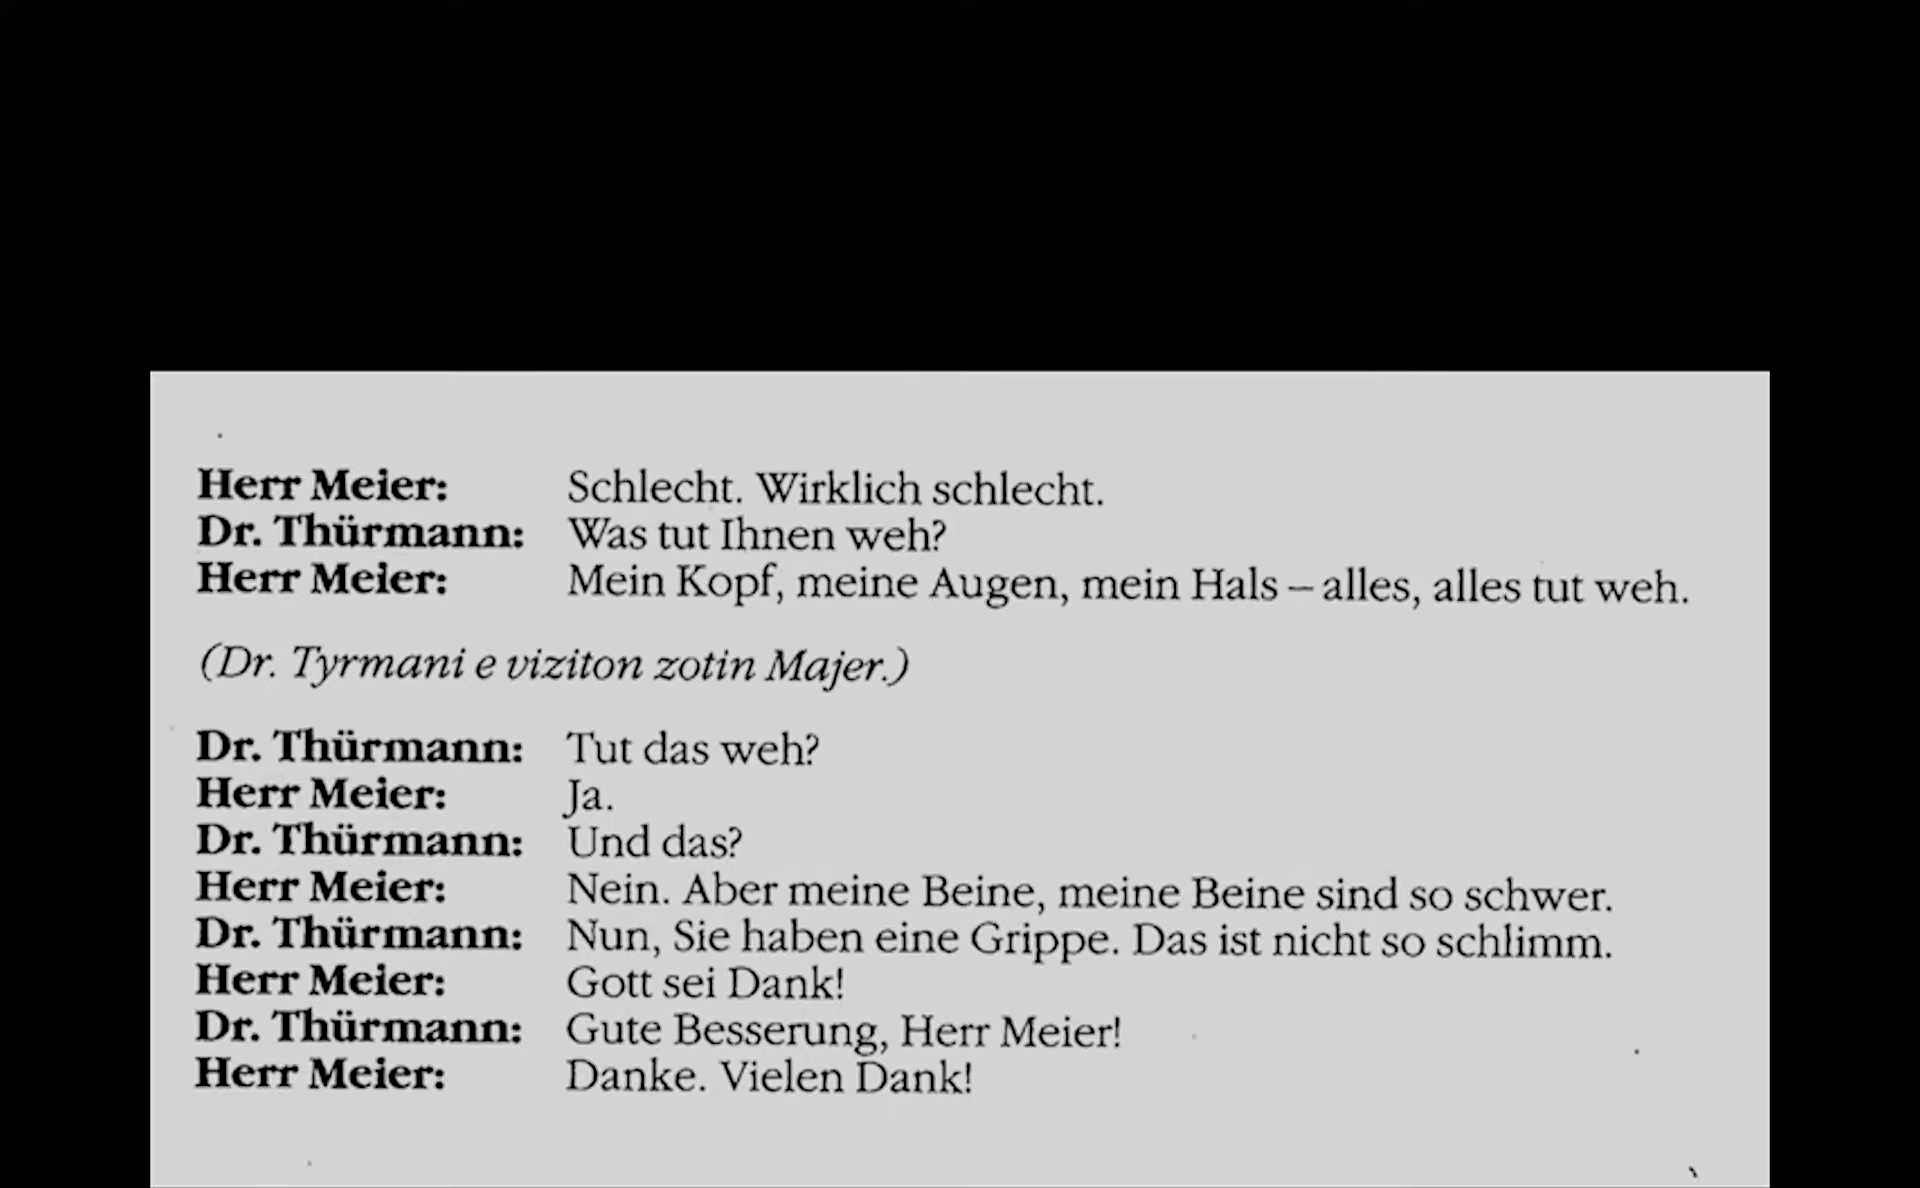 Herr Meier: Schlecht. Wirklich schlecht.
Dr. Thürmann: Was tut Ihnen weh?
Herr Meier: Mein Kopf, meine Augen, mein Hals – alles, alles tut weh.
(Dr. Tyrmani e viziton zotin Majer.)
Dr. Thürmann: Tut das weh?
Herr Meier: Ja.
Dr. Thürmann: Und das?
Herr Meier: Nein. Aber meine Beine, meine Beine sind so schwer.
Dr. Thürmann: Nun, Sie haben eine Grippe. Das ist nicht so schlimm.
Herr Meier: Gott sei Dank!
Dr. Thürmann: Gute Besserung, Herr Meier!
Herr Meier: Danke. Vielen Dank!